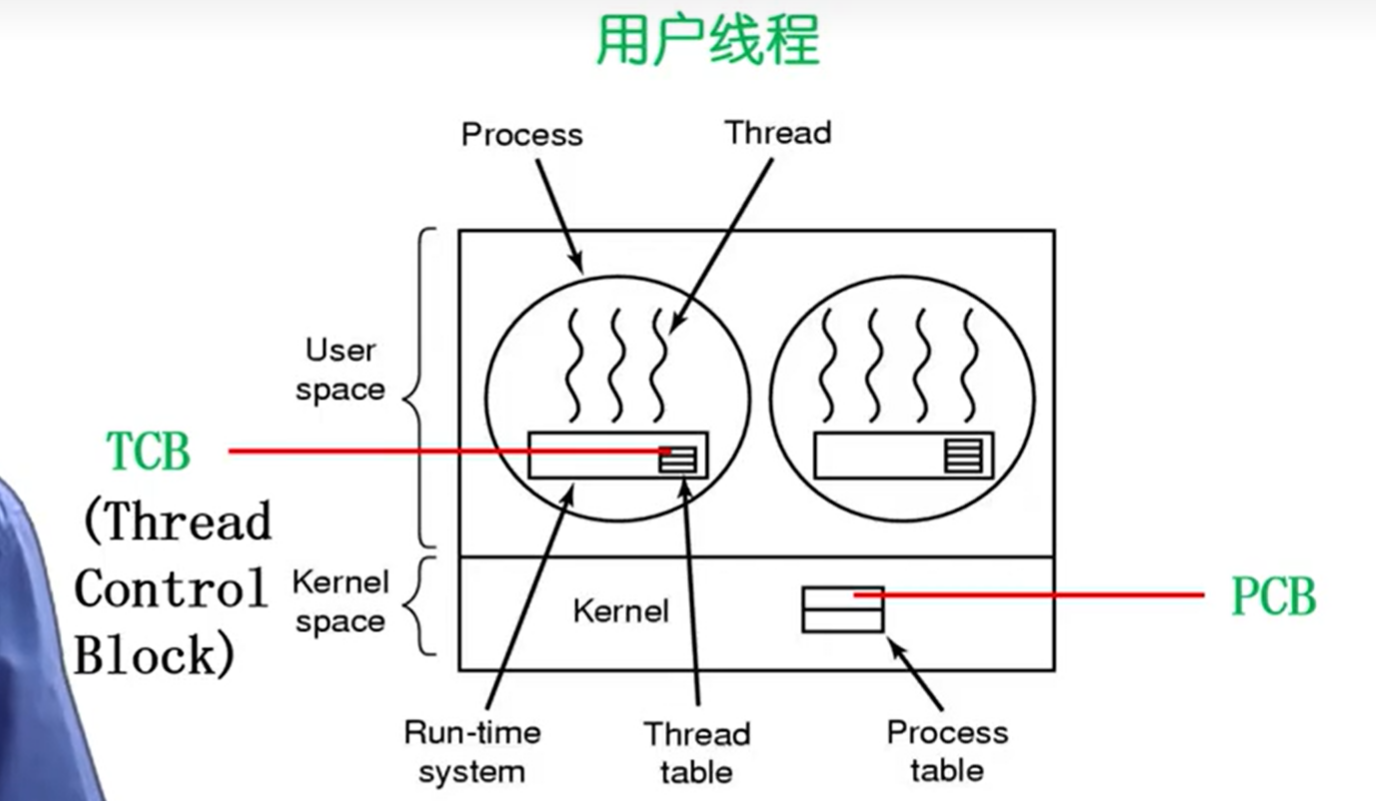 用户线程
Process
Thread
User
space
TCB
(Thread
Control
Block)
Kernel
space
Kernel
PCB
Run-time
system
Thread
table
Process
table